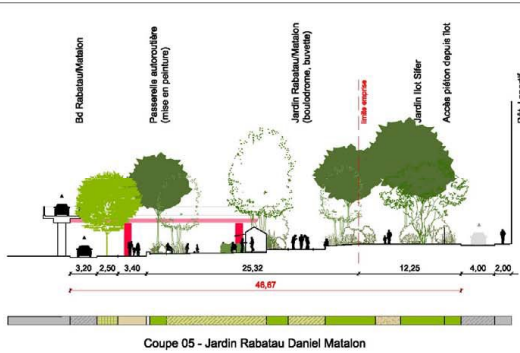 Bd Rabatau/Matalon
Passerelle autoroutière
(mise en peinture)
Jardin Rabatau/Matalon
(boulodrome, buvette)
limite emprise
Jardin îlot Sifer
Accès piéton depuis îlot
3,20
2,50
3,40
25,32
12,25
4,00
2,00
46,67
Coupe 05 - Jardin Rabatau Daniel Matalon